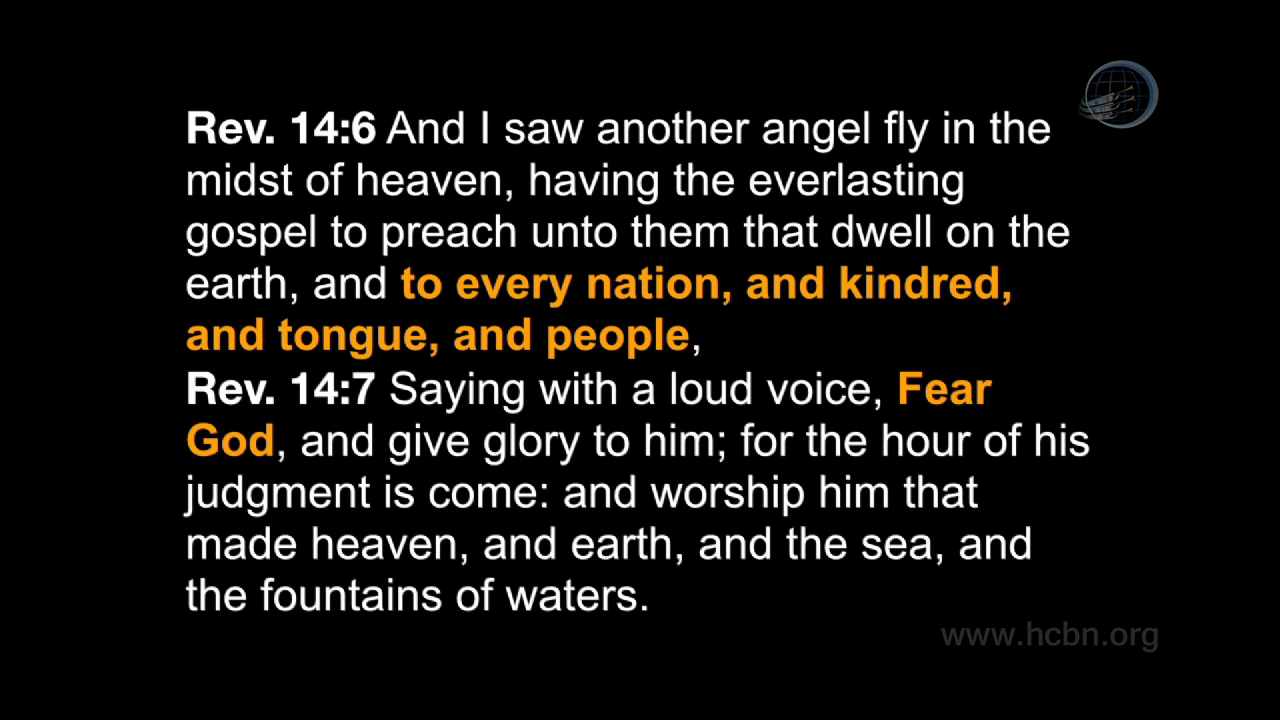 Rev. 14:6 And I saw another angel fly in the
midst of heaven, having the everlasting
gospel to preach unto them that dwell on the
earth, and to every nation, and kindred,
and tongue, and people,
Rev. 14:7 Saying with a loud voice, Fear
God, and give glory to him; for the hour of his
judgment is come: and worship him that
made heaven, and earth, and the sea, and
the fountains of waters.
www.hcbn.org